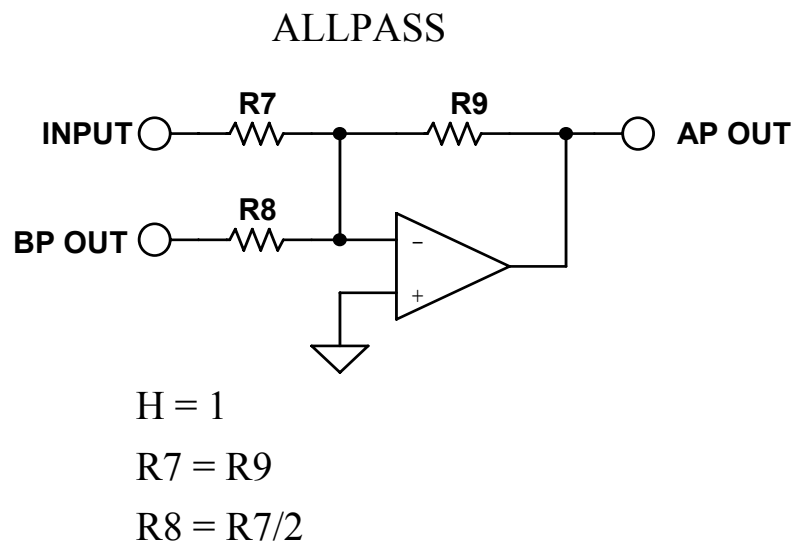 ALLPASS
R7
R9
INPUT
AP OUT
R8
BP OUT
−
+
H = 1
R7 = R9
R8 = R7/2